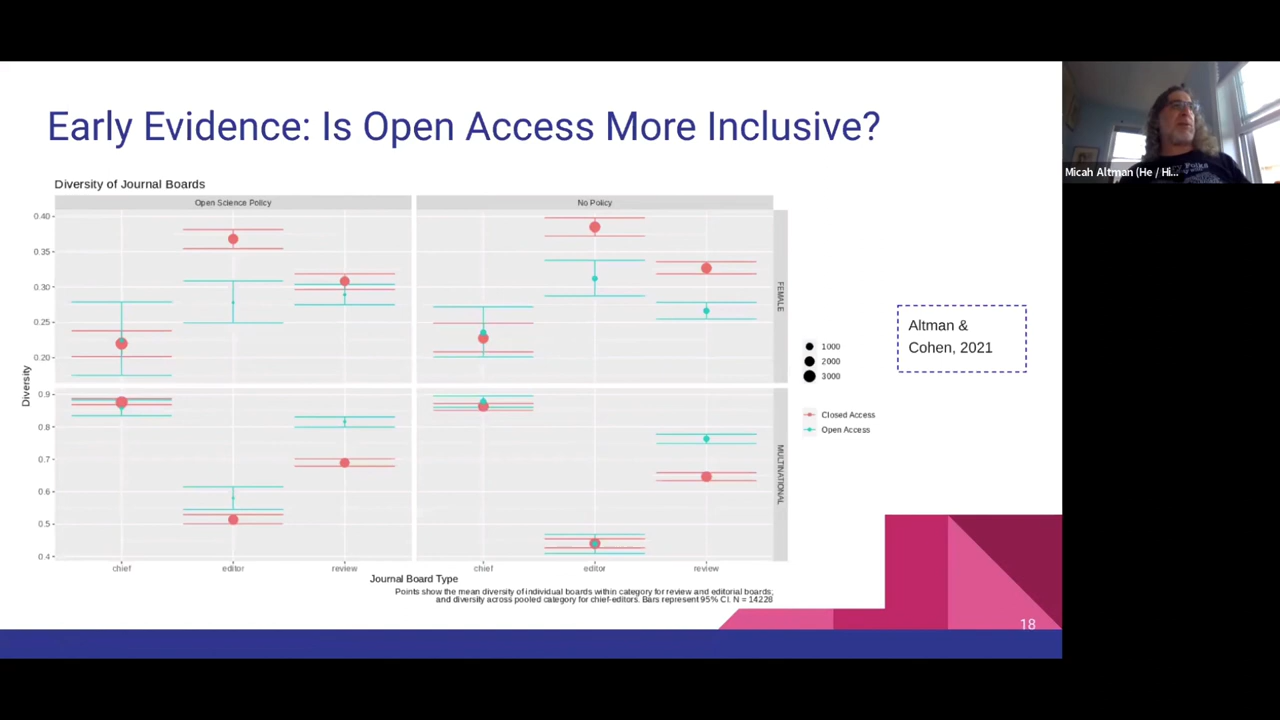 Early Evidence: Is Open Access More Inclusive?
Micah Altman (He / Hi...
Diversity of Journal Boards
Open Science Policy
No Policy
0.40
0.35
0.30
0.25
0.20
FEMALE
Diversity
0.9
0.8
0.7
0.6
0.5
0.4
MULTINATIONAL
chief
editor
review
chief
editor
review
Journal Board Type
Points show the mean diversity of individual boards within category for review and editorial boards;
and diversity across pooled category for chief-editors. Bars represent 95% CI. N = 14228
1000
2000
3000
Closed Access
Open Access
Altman &
Cohen, 2021
18